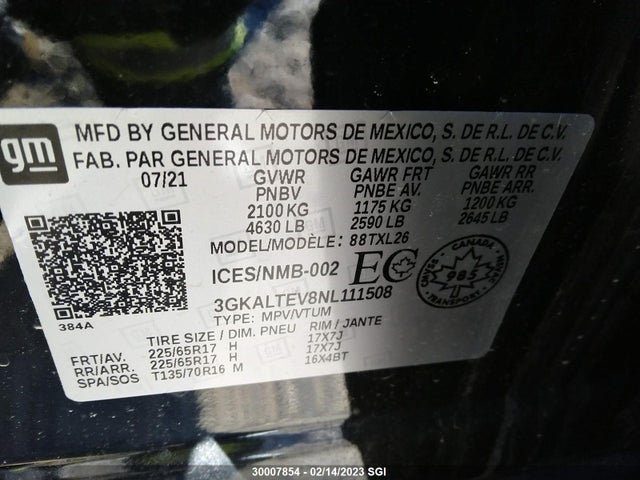 gm
MFD BY GENERAL MOTORS DE MEXICO, S. DE R.L. DE C.V.
FAB. PAR GENERAL MOTORS DE MEXICO, S. DE R.L. DE C.V.
07/21 GVWR GAWR FRT GAWR RR
PNBV PNBE AV. PNBE ARR.
2100 KG 1175 KG 1200 KG
4630 LB 2590 LB 2645 LB
MODEL/MODÈLE: 88TXL26
ICES/NMB-002 EC
CANADA
985
3GKALTEV8NL111508
384A TYPE: MPV/VTUM
TIRE SIZE / DIM. PNEU RIM / JANTE
FRT/AV. 225/65R17 H 17X7J
RR/ARR. 225/65R17 H 17X7J
SPA/SOS T135/70R16 M 16X4BT
30007854 - 02/14/2023 SGI